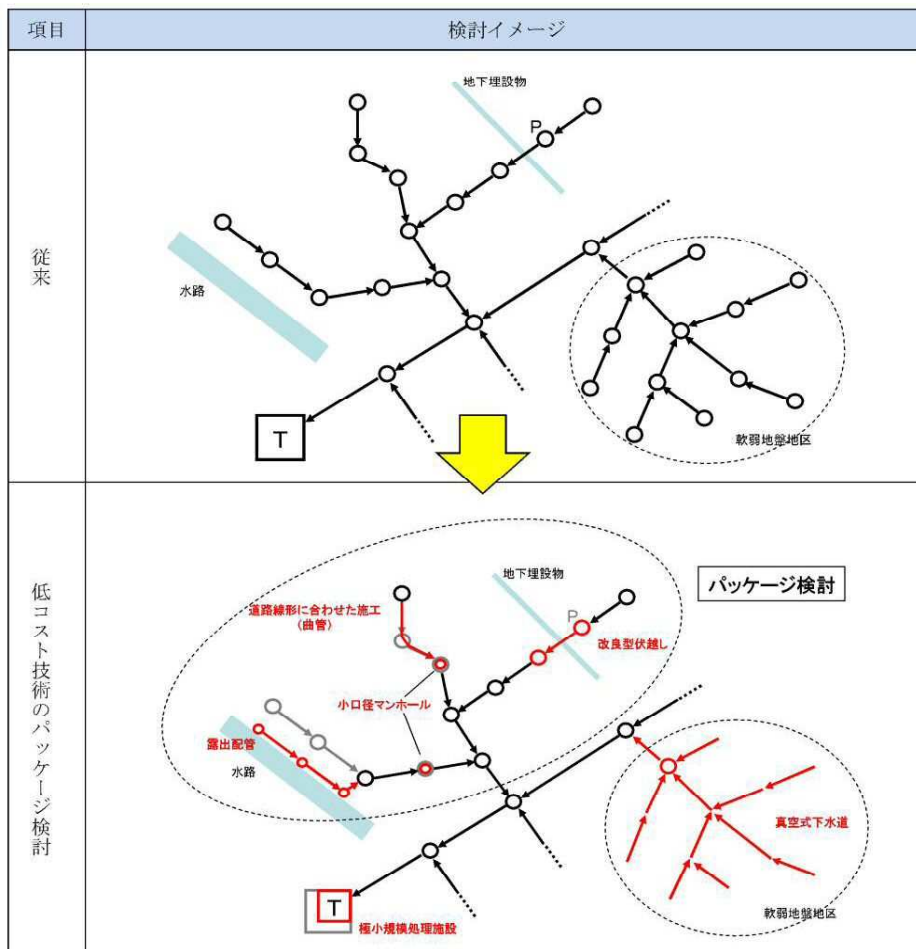 項目
検討イメージ
従来
地下埋設物
P
水路
T
軟弱地盤地区
低コスト技術のパッケージ検討
パッケージ検討
地下埋設物
道路線形に合わせた施工
(曲管)
P
改良型伏越し
小口径マンホール
露出配管
水路
真空式下水道
T
極小規模処理施設
軟弱地盤地区